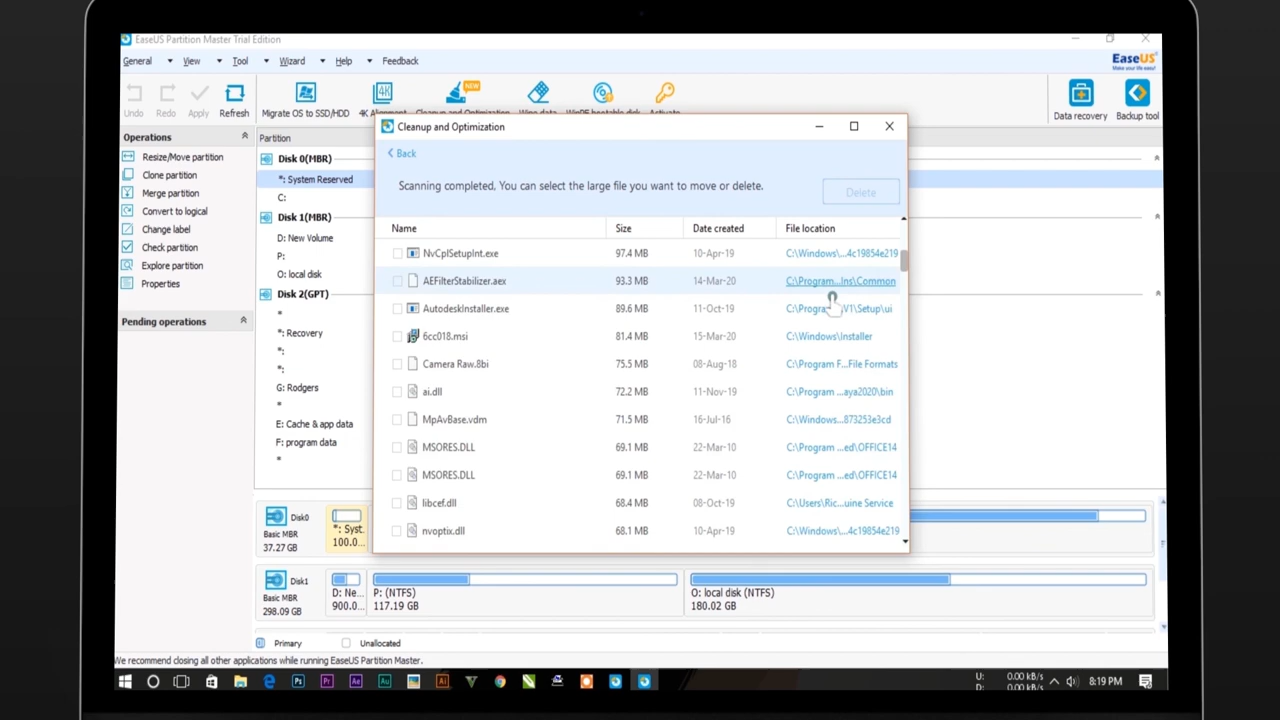 EaseUS Partition Master Trial Edition
General View Tool Wizard Help Feedback
EaseUS
Make your life easy!
Undo Redo Apply Refresh Migrate OS to SSD/HDD 4K Alignment Cleanup and Optimization Wipe data WinPE bootable disk Activate Data recovery Backup tool
4K
NEW
Operations
Resize/Move partition
Clone partition
Merge partition
Convert to logical
Change label
Check partition
Explore partition
Properties
Pending operations
Partition
Disk 0(MBR)
*: System Reserved
C:
Disk 1(MBR)
D: New Volume
P:
O: local disk
Disk 2(GPT)
*
*: Recovery
*:
*:
G: Rodgers
*
E: Cache & app data
F: program data
*
Cleanup and Optimization
Back
Scanning completed. You can select the large file you want to move or delete.
Delete
Name Size Date created File location
NvCplSetupInt.exe 97.4 MB 10-Apr-19 C:\Windows\...4c19854e219
AEFilterStabilizer.aex 93.3 MB 14-Mar-20 C:\Program...Ins\Common
AutodeskInstaller.exe 89.6 MB 11-Oct-19 C:\Progra V1\Setup\ui
6cc018.msi 81.4 MB 15-Mar-20 C:\Windows\Installer
Camera Raw.8bi 75.5 MB 08-Aug-18 C:\Program F...File Formats
ai.dll 72.2 MB 11-Nov-19 C:\Program ...aya2020\bin
MpAvBase.vdm 71.5 MB 16-Jul-16 C:\Windows...873253e3cd
MSORES.DLL 69.1 MB 22-Mar-10 C:\Program ...ed\OFFICE14
MSORES.DLL 69.1 MB 22-Mar-10 C:\Program ...ed\OFFICE14
libcef.dll 68.4 MB 08-Oct-19 C:\Users\Ric...uine Service
nvoptix.dll 68.1 MB 10-Apr-19 C:\Windows\...4c19854e219
Disk0
Basic MBR
37.27 GB
*: Syst
100.0...
Disk1
Basic MBR
298.09 GB
D: Ne...
900.0...
P: (NTFS)
117.19 GB
O: local disk (NTFS)
180.02 GB
Primary Unallocated
We recommend closing all other applications while running EaseUS Partition Master.
Ps Pr Ae Au Ai
U: 0.00 kB/s
D: 0.00 kB/s
8:19 PM